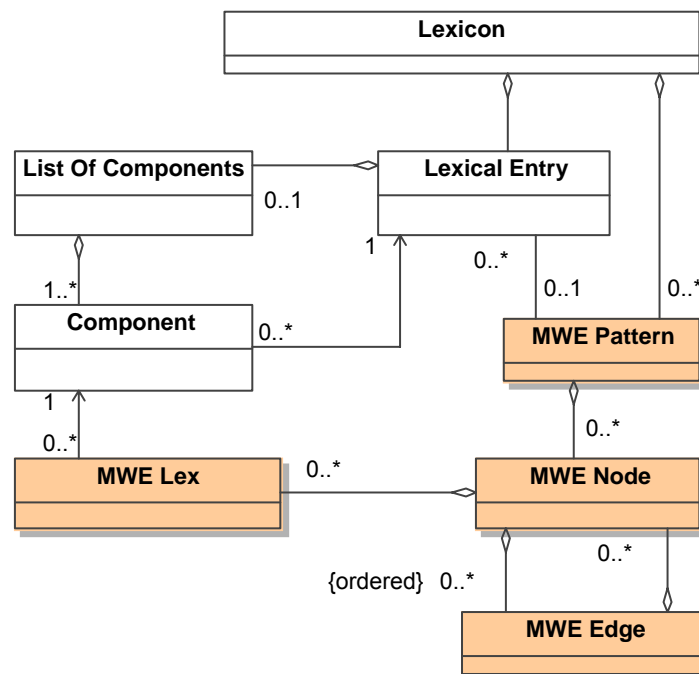 Lexicon
List Of Components
Lexical Entry
0..1
1
0..*
1..*
0..1
0..*
Component
0..*
MWE Pattern
1
0..*
0..*
MWE Lex
0..*
MWE Node
0..*
{ordered} 0..*
MWE Edge